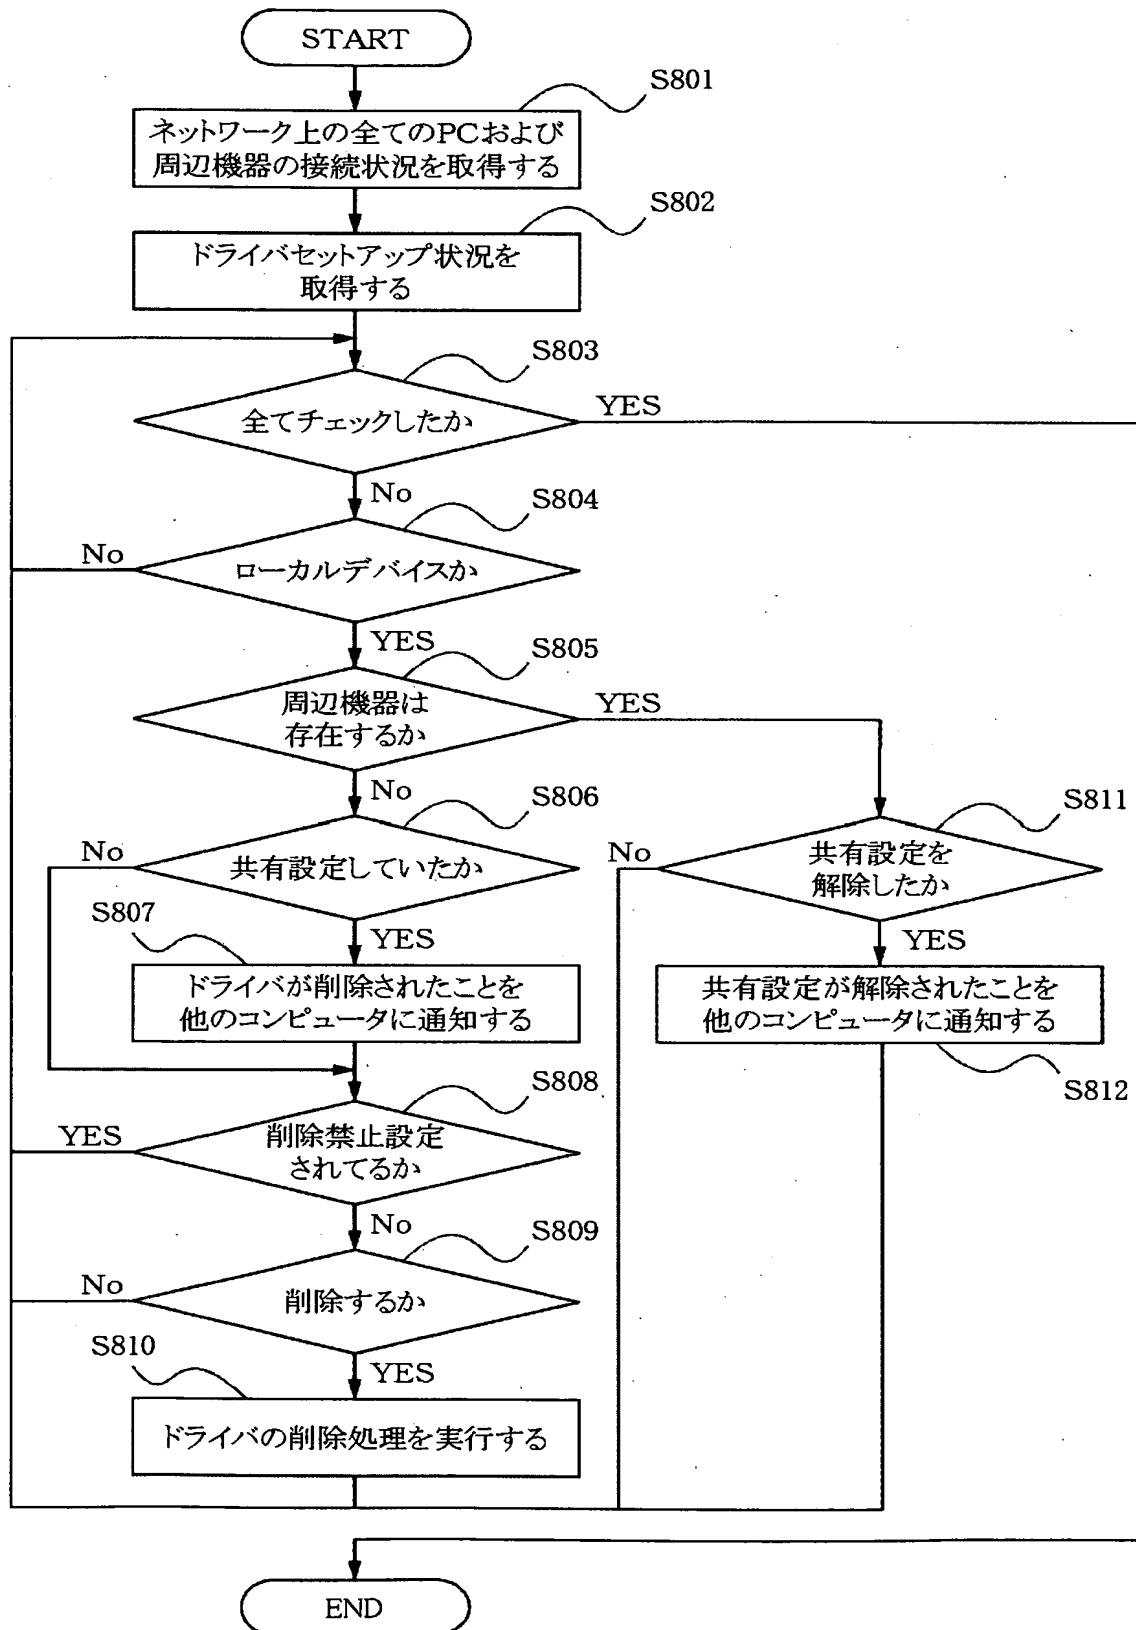 START
S801
ネットワーク上の全てのPCおよび
周辺機器の接続状況を取得する
S802
ドライバセットアップ状況を
取得する
S803
全てチェックしたか
YES
No
S804
No
ローカルデバイスか
YES
S805
周辺機器は
存在するか
YES
No
S806
No
共有設定していたか
S811
No
共有設定を
解除したか
S807
YES
YES
ドライバが削除されたことを
他のコンピュータに通知する
共有設定が解除されたことを
他のコンピュータに通知する
S812
S808
YES
削除禁止設定
されてるか
No
S809
No
削除するか
S810
YES
ドライバの削除処理を実行する
END